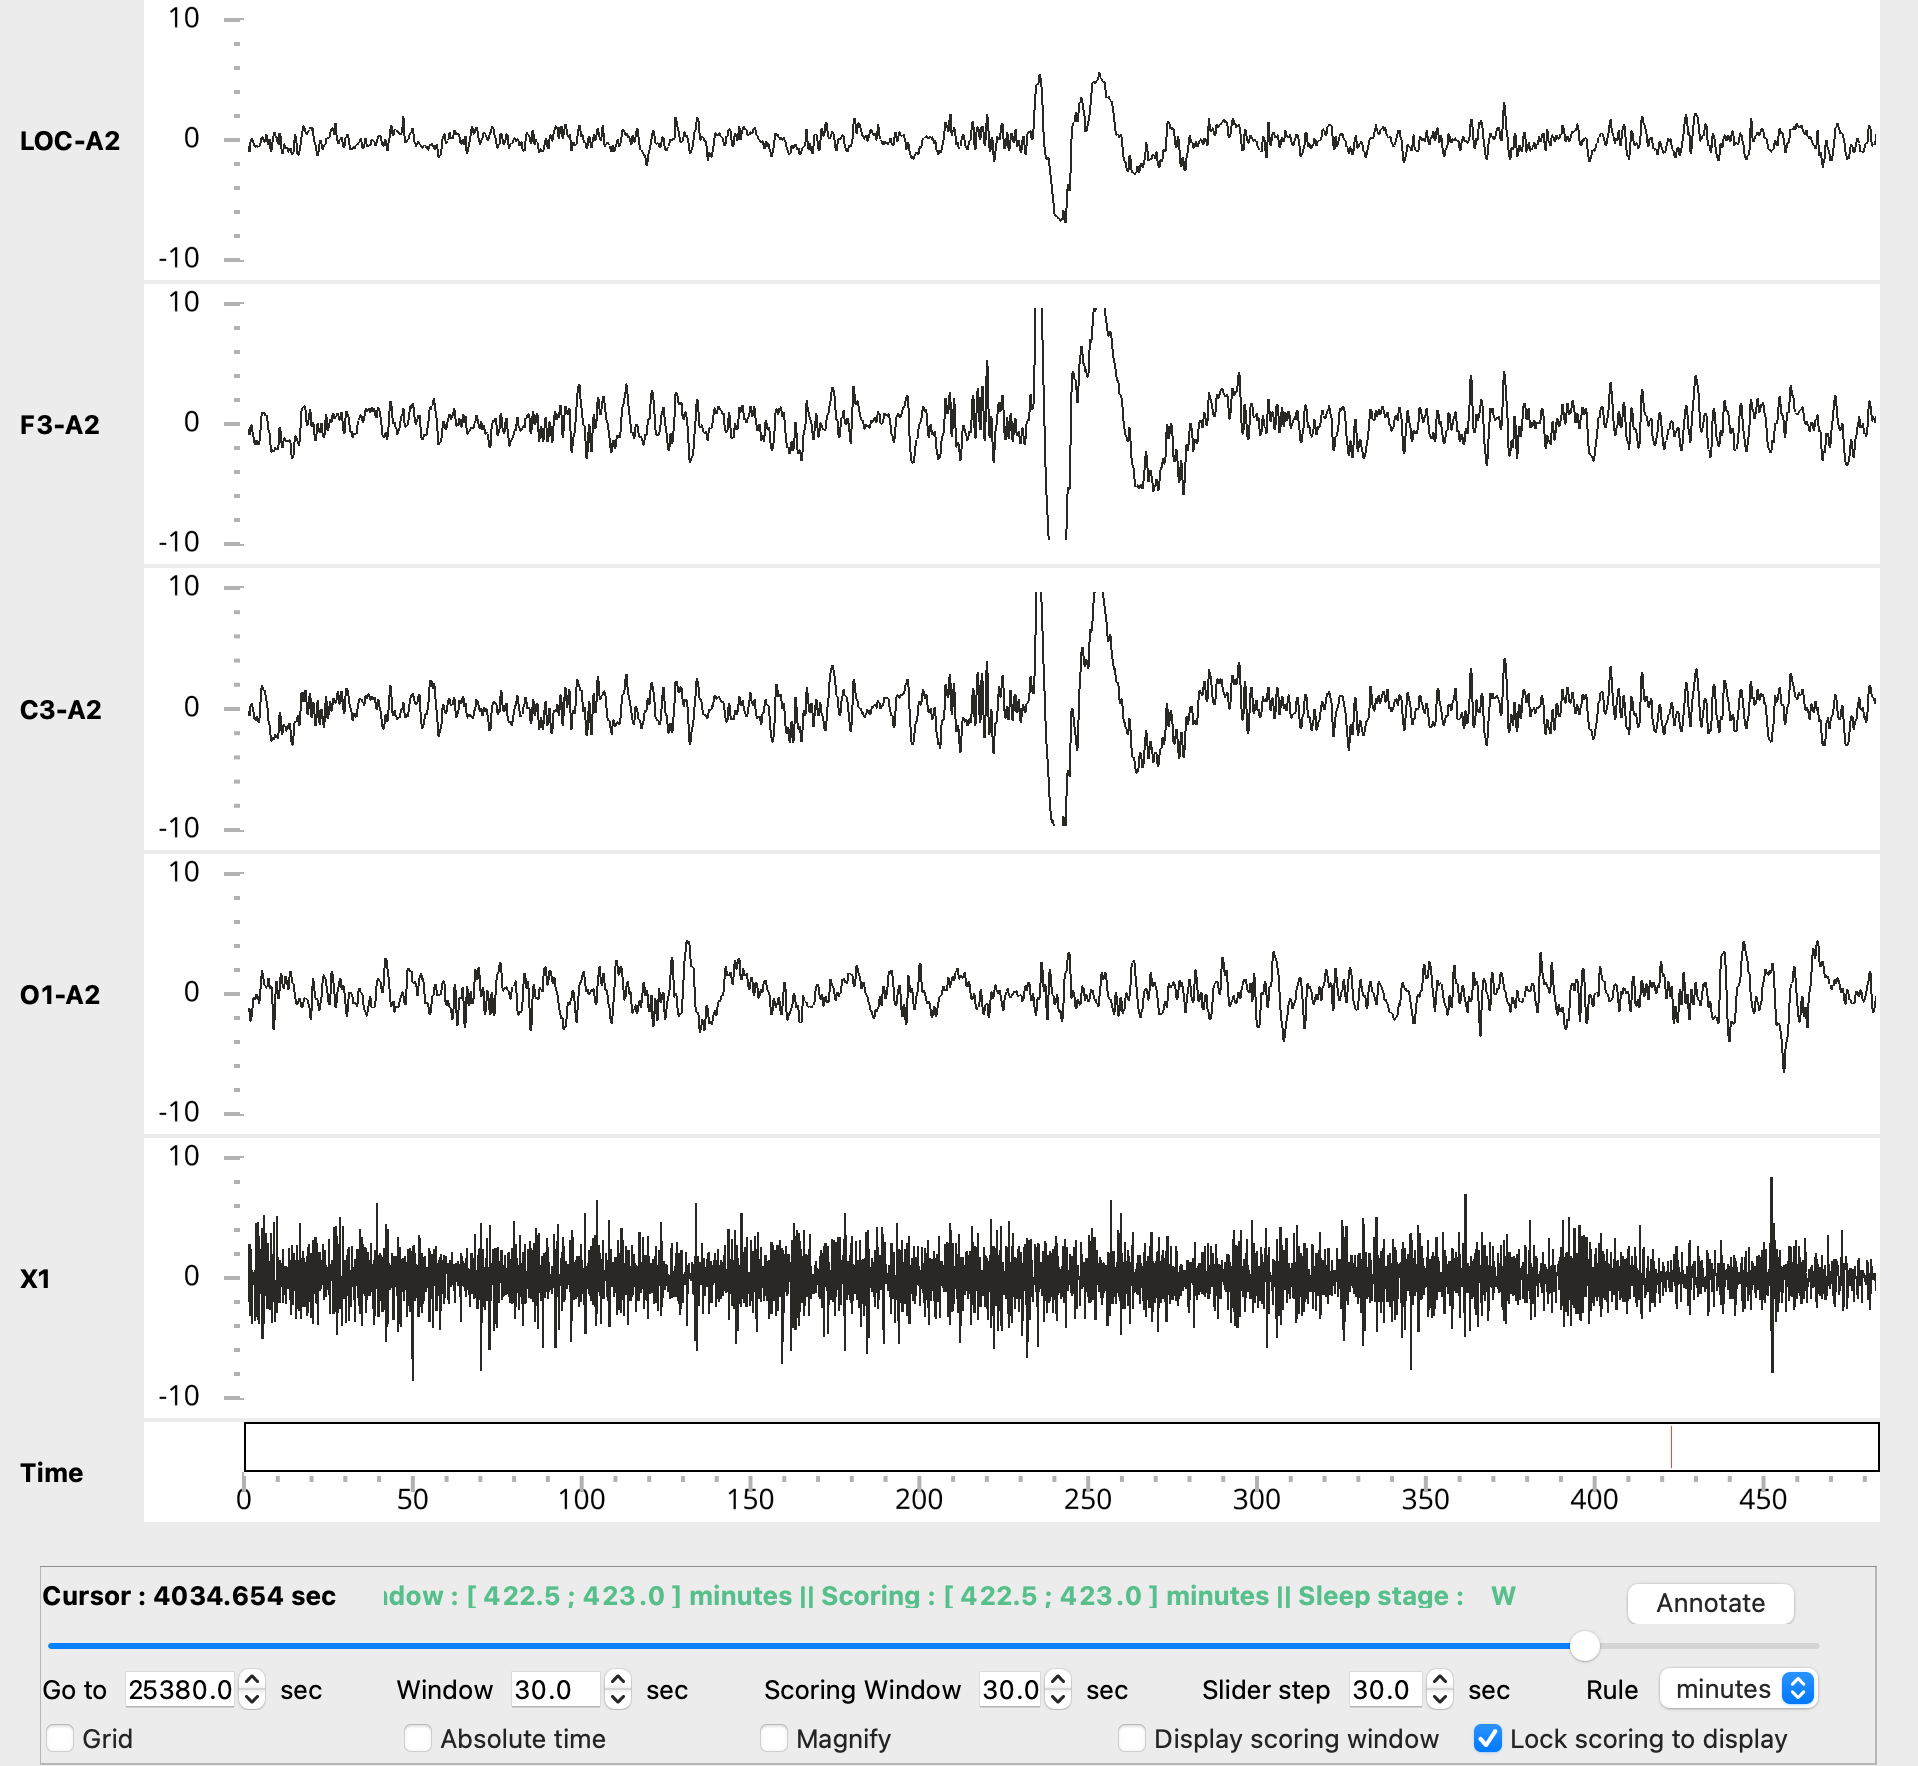 10
LOC-A2 0
-10
10
F3-A2 0
-10
10
C3-A2 0
-10
10
O1-A2 0
-10
10
X1 0
-10
Time
0 50 100 150 200 250 300 350 400 450
Cursor : 4034.654 sec dow : [ 422.5 ; 423.0 ] minutes || Scoring : [ 422.5 ; 423.0 ] minutes || Sleep stage : W Annotate
Go to 25380.0 sec Window 30.0 sec Scoring Window 30.0 sec Slider step 30.0 sec Rule minutes
Grid Absolute time Magnify Display scoring window Lock scoring to display